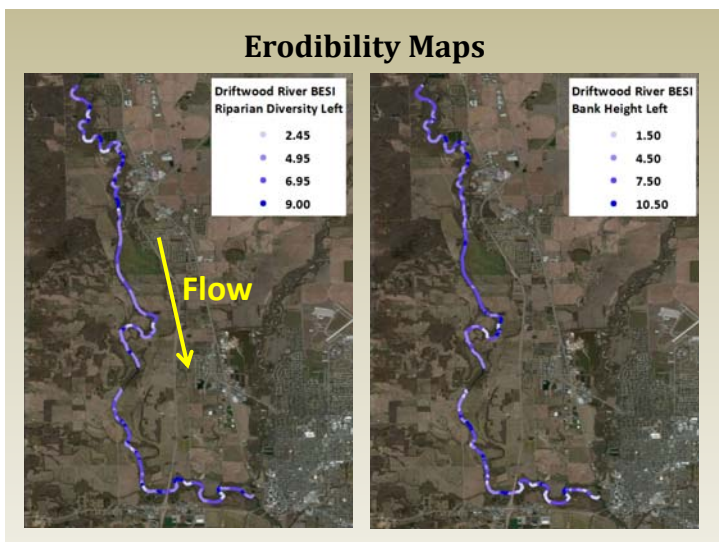 Erodibility Maps
Driftwood River BESI
Riparian Diversity Left
2.45
4.95
6.95
9.00
Flow
Driftwood River BESI
Bank Height Left
1.50
4.50
7.50
10.50